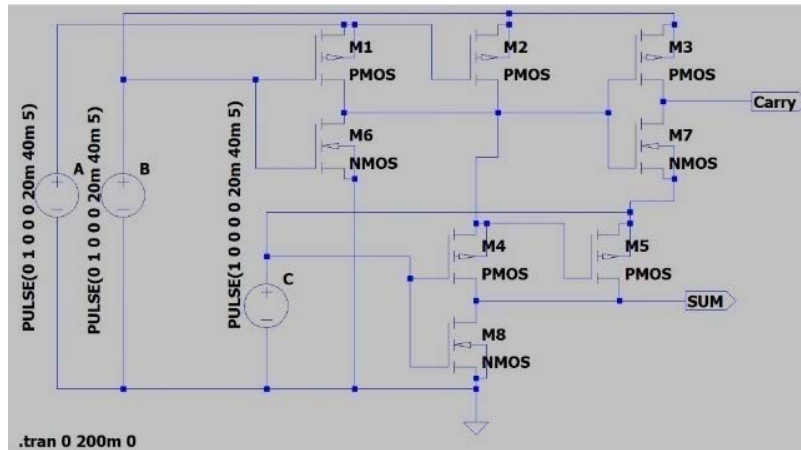 M1
PMOS
M2
PMOS
M3
PMOS
Carry
M6
NMOS
M7
NMOS
A
PULSE(0 1 0 0 0 20m 40m 5)
B
PULSE(0 1 0 0 0 20m 40m 5)
C
PULSE(1 0 0 0 0 20m 40m 5)
M4
PMOS
M5
PMOS
SUM
M8
NMOS
.tran 0 200m 0